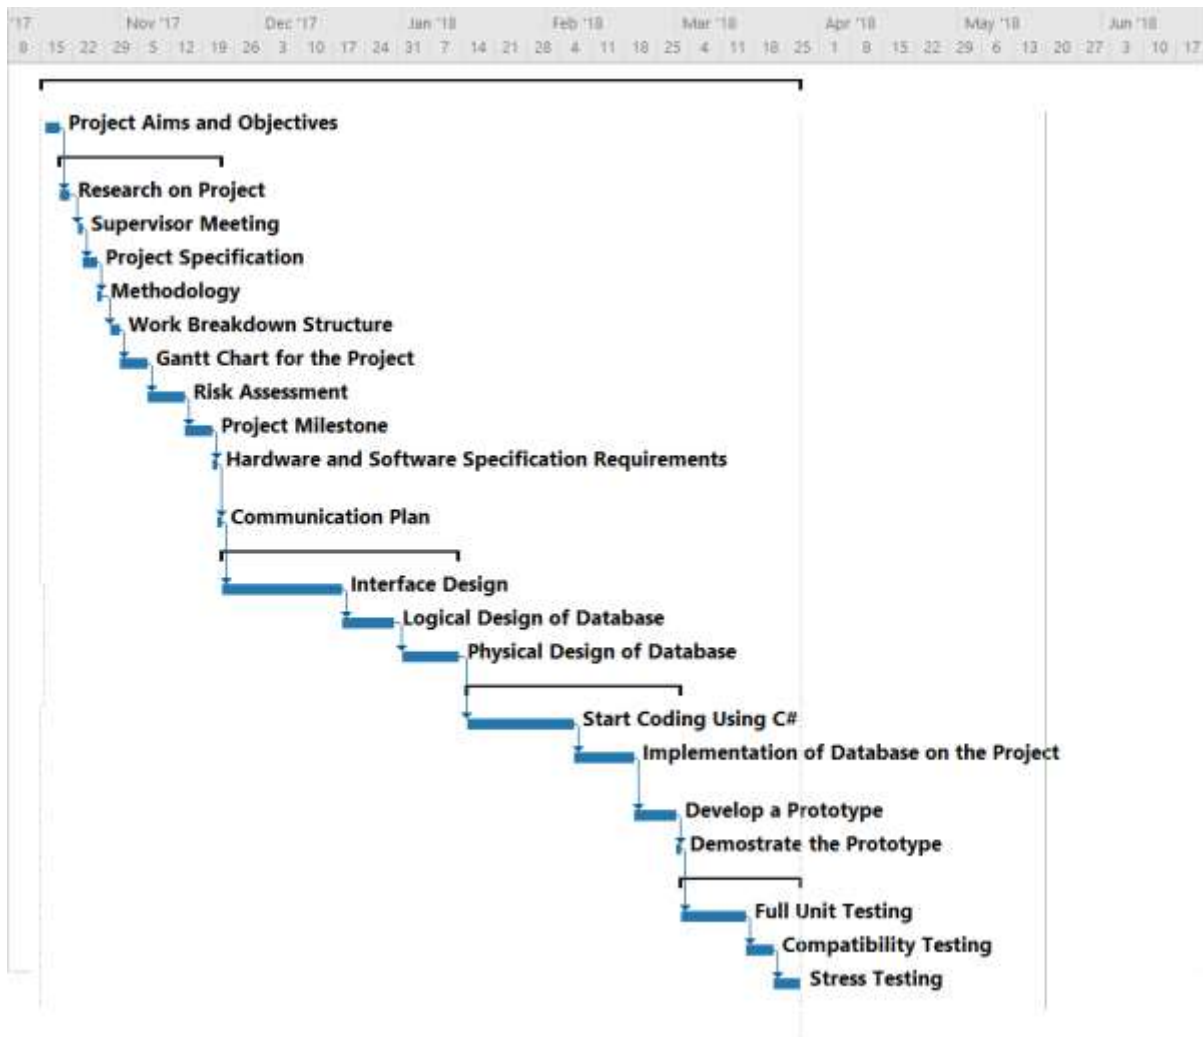 '17 Nov '17 Dec '17 Jan '18 Feb '18 Mar '18 Apr '18 May '18 Jun '18
8 15 22 29 5 12 19 26 3 10 17 24 31 7 14 21 28 4 11 18 25 4 11 18 25 1 8 15 22 29 6 13 20 27 3 10 17
Project Aims and Objectives
Research on Project
Supervisor Meeting
Project Specification
Methodology
Work Breakdown Structure
Gantt Chart for the Project
Risk Assessment
Project Milestone
Hardware and Software Specification Requirements
Communication Plan
Interface Design
Logical Design of Database
Physical Design of Database
Start Coding Using C#
Implementation of Database on the Project
Develop a Prototype
Demostrate the Prototype
Full Unit Testing
Compatibility Testing
Stress Testing